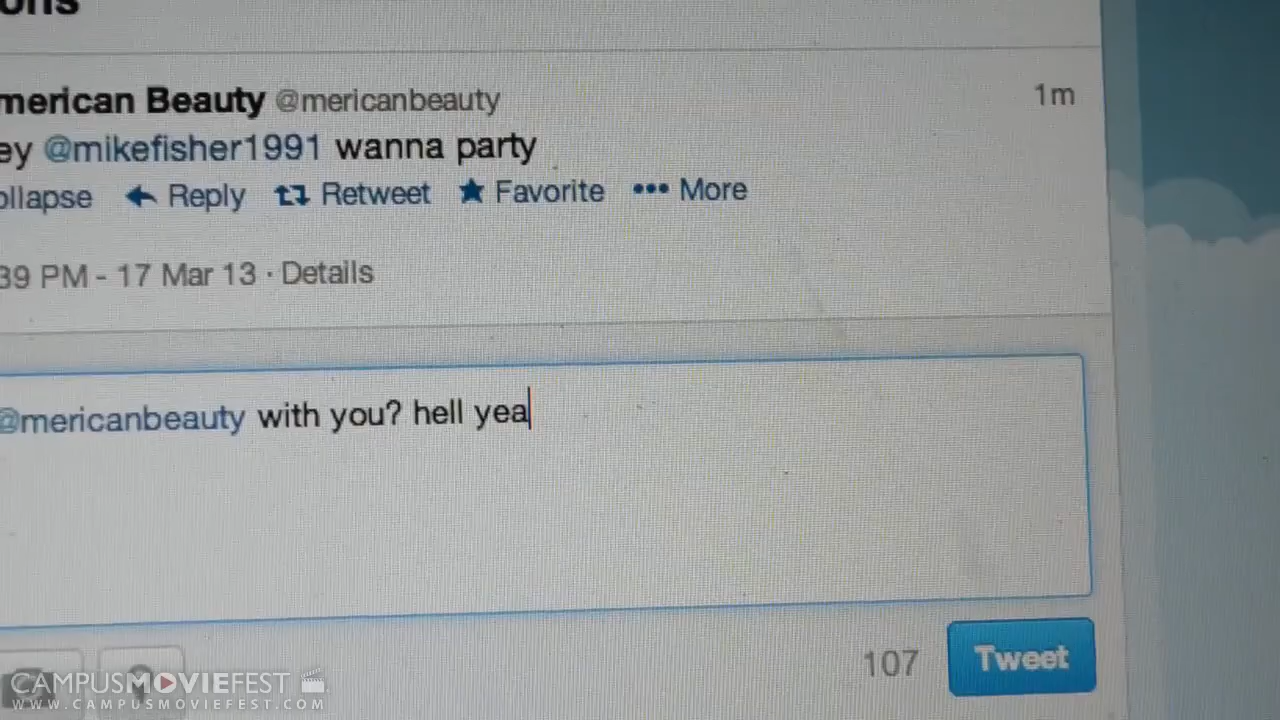 ons
merican Beauty @mericanbeauty 1m
ey @mikefisher1991 wanna party
ollapse Reply Retweet Favorite More
39 PM - 17 Mar 13 · Details
@mericanbeauty with you? hell yea
107 Tweet
CAMPUSMOVIEFEST
WWW.CAMPUSMOVIEFEST.COM